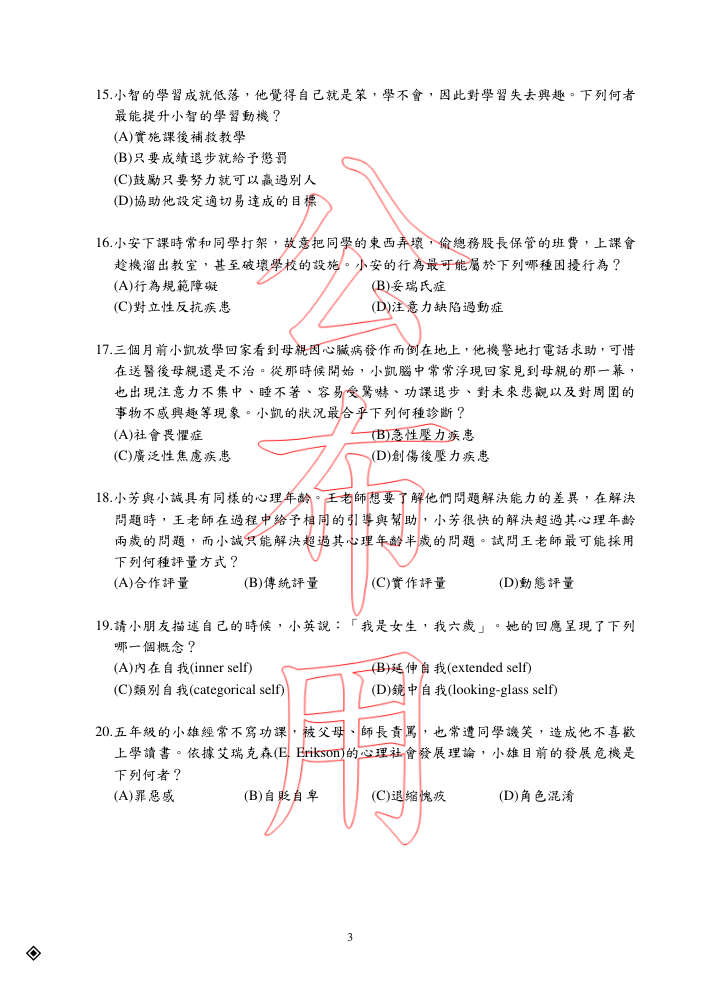 15.小智的學習成就低落，他覺得自己就是笨，學不會，因此對學習失去興趣。下列何者
最能提升小智的學習動機？
(A)實施課後補救教學
(B)只要成績退步就給予懲罰
(C)鼓勵只要努力就可以贏過別人
(D)協助他設定適切易達成的目標
16.小安下課時常和同學打架，故意把同學的東西弄壞，偷總務股長保管的班費，上課會
趁機溜出教室，甚至破壞學校的設施。小安的行為最可能屬於下列哪種困擾行為？
(A)行為規範障礙 (B)妥瑞氏症
(C)對立性反抗疾患 (D)注意力缺陷過動症
17.三個月前小凱放學回家看到母親因心臟病發作而倒在地上，他機警地打電話求助，可惜
在送醫後母親還是不治。從那時候開始，小凱腦中常常浮現回家見到母親的那一幕，
也出現注意力不集中、睡不著、容易受驚嚇、功課退步、對未來悲觀以及對周圍的
事物不感興趣等現象。小凱的狀況最合乎下列何種診斷？
(A)社會畏懼症 (B)急性壓力疾患
(C)廣泛性焦慮疾患 (D)創傷後壓力疾患
18.小芳與小誠具有同樣的心理年齡。王老師想要了解他們問題解決能力的差異，在解決
問題時，王老師在過程中給予相同的引導與幫助，小芳很快的解決超過其心理年齡
兩歲的問題，而小誠只能解決超過其心理年齡半歲的問題。試問王老師最可能採用
下列何種評量方式？
(A)合作評量 (B)傳統評量 (C)實作評量 (D)動態評量
19.請小朋友描述自己的時候，小英說：「我是女生，我六歲」。她的回應呈現了下列
哪一個概念？
(A)內在自我(inner self) (B)延伸自我(extended self)
(C)類別自我(categorical self) (D)鏡中自我(looking-glass self)
20.五年級的小雄經常不寫功課，被父母、師長責罵，也常遭同學譏笑，造成他不喜歡
上學讀書。依據艾瑞克森(E. Erikson)的心理社會發展理論，小雄目前的發展危機是
下列何者？
(A)罪惡感 (B)自貶自卑 (C)退縮愧疚 (D)角色混淆
公布用
3